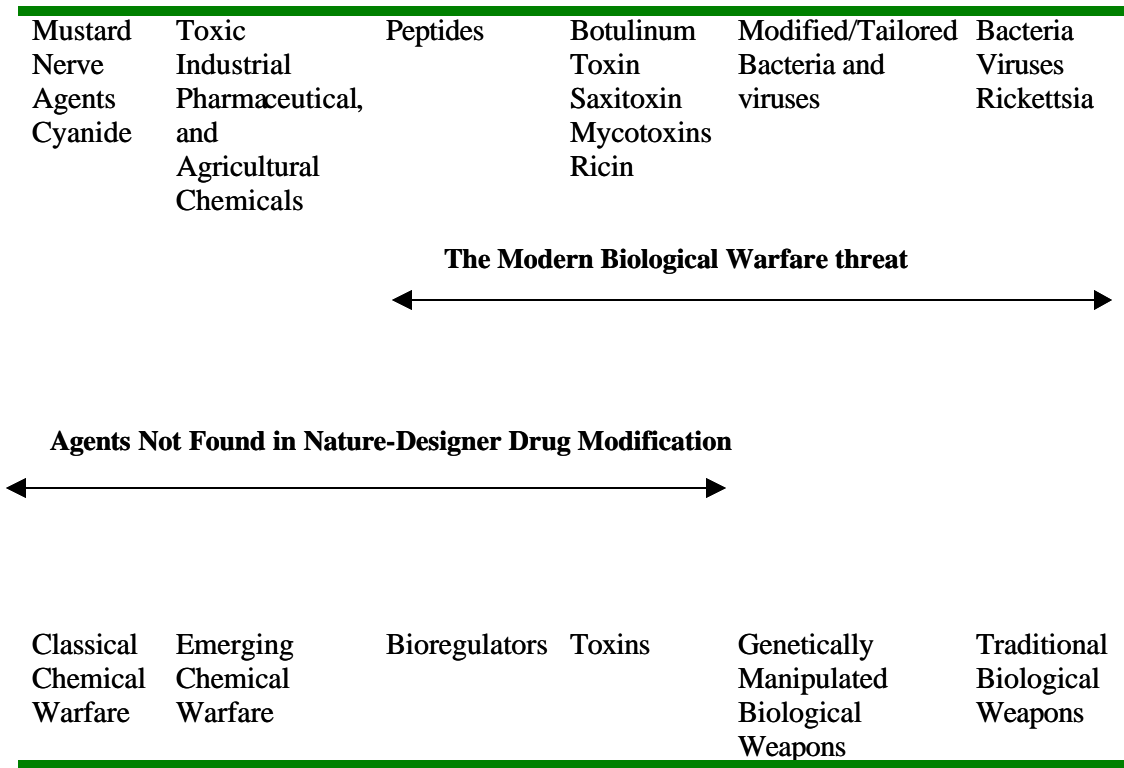 Mustard
Nerve
Agents
Cyanide
Toxic
Industrial
Pharmaceutical,
and
Agricultural
Chemicals
Peptides
Botulinum
Toxin
Saxitoxin
Mycotoxins
Ricin
Modified/Tailored
Bacteria and
viruses
Bacteria
Viruses
Rickettsia
The Modern Biological Warfare threat
Agents Not Found in Nature-Designer Drug Modification
Classical
Chemical
Warfare
Emerging
Chemical
Warfare
Bioregulators
Toxins
Genetically
Manipulated
Biological
Weapons
Traditional
Biological
Weapons